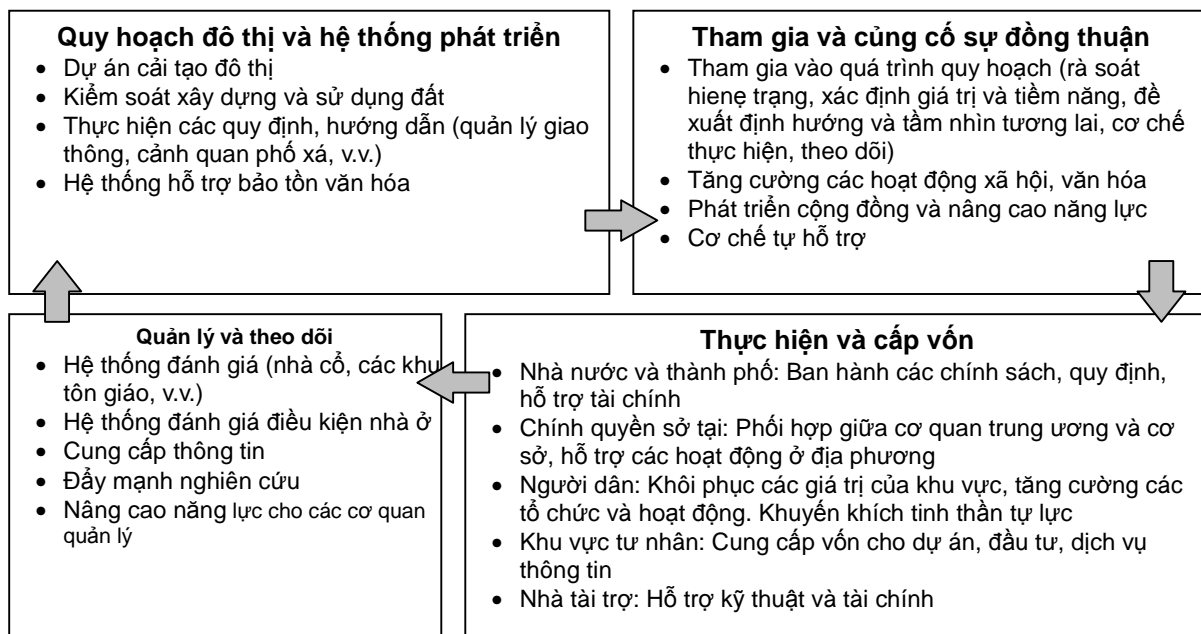 Quy hoạch đô thị và hệ thống phát triển
• Dự án cải tạo đô thị
• Kiểm soát xây dựng và sử dụng đất
• Thực hiện các quy định, hướng dẫn (quản lý giao
thông, cảnh quan phố xá, v.v.)
• Hệ thống hỗ trợ bảo tồn văn hóa
Tham gia và củng cố sự đồng thuận
• Tham gia vào quá trình quy hoạch (rà soát
hienẹ trạng, xác định giá trị và tiềm năng, đề
xuất định hướng và tầm nhìn tương lai, cơ chế
thực hiện, theo dõi)
• Tăng cường các hoạt động xã hội, văn hóa
• Phát triển cộng đồng và nâng cao năng lực
• Cơ chế tự hỗ trợ
Quản lý và theo dõi
• Hệ thống đánh giá (nhà cổ, các khu
tôn giáo, v.v.)
• Hệ thống đánh giá điều kiện nhà ở
• Cung cấp thông tin
• Đẩy mạnh nghiên cứu
• Nâng cao năng lực cho các cơ quan
quản lý
Thực hiện và cấp vốn
• Nhà nước và thành phố: Ban hành các chính sách, quy định,
hỗ trợ tài chính
• Chính quyền sở tại: Phối hợp giữa cơ quan trung ương và cơ
sở, hỗ trợ các hoạt động ở địa phương
• Người dân: Khôi phục các giá trị của khu vực, tăng cường các
tổ chức và hoạt động. Khuyến khích tinh thần tự lực
• Khu vực tư nhân: Cung cấp vốn cho dự án, đầu tư, dịch vụ
thông tin
• Nhà tài trợ: Hỗ trợ kỹ thuật và tài chính